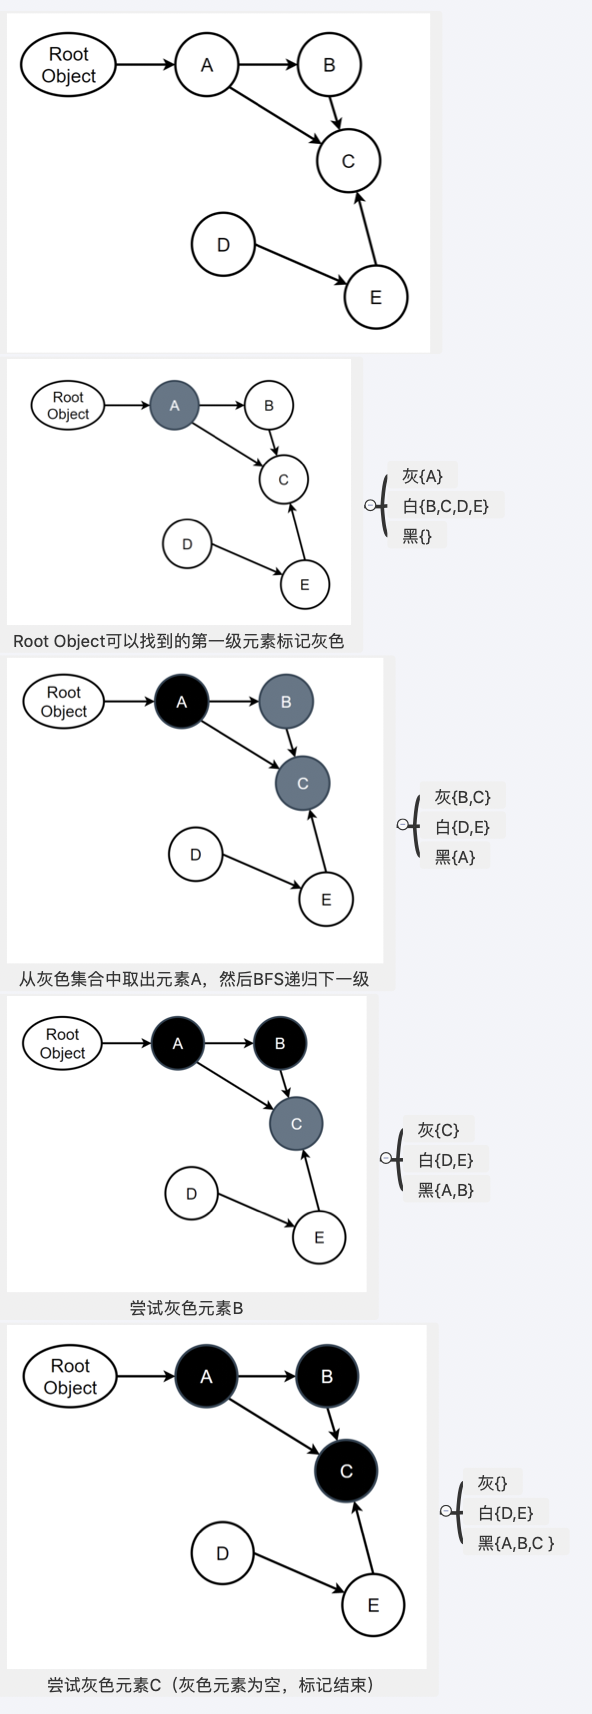 Root
Object
A
B
C
D
E
Root
Object
A
B
C
D
E
灰{A}
白{B,C,D,E}
黑{}
Root Object可以找到的第一级元素标记灰色
Root
Object
A
B
C
D
E
灰{B,C}
白{D,E}
黑{A}
从灰色集合中取出元素A，然后BFS递归下一级
Root
Object
A
B
C
D
E
灰{C}
白{D,E}
黑{A,B}
尝试灰色元素B
Root
Object
A
B
C
D
E
灰{}
白{D,E}
黑{A,B,C }
尝试灰色元素C（灰色元素为空，标记结束）